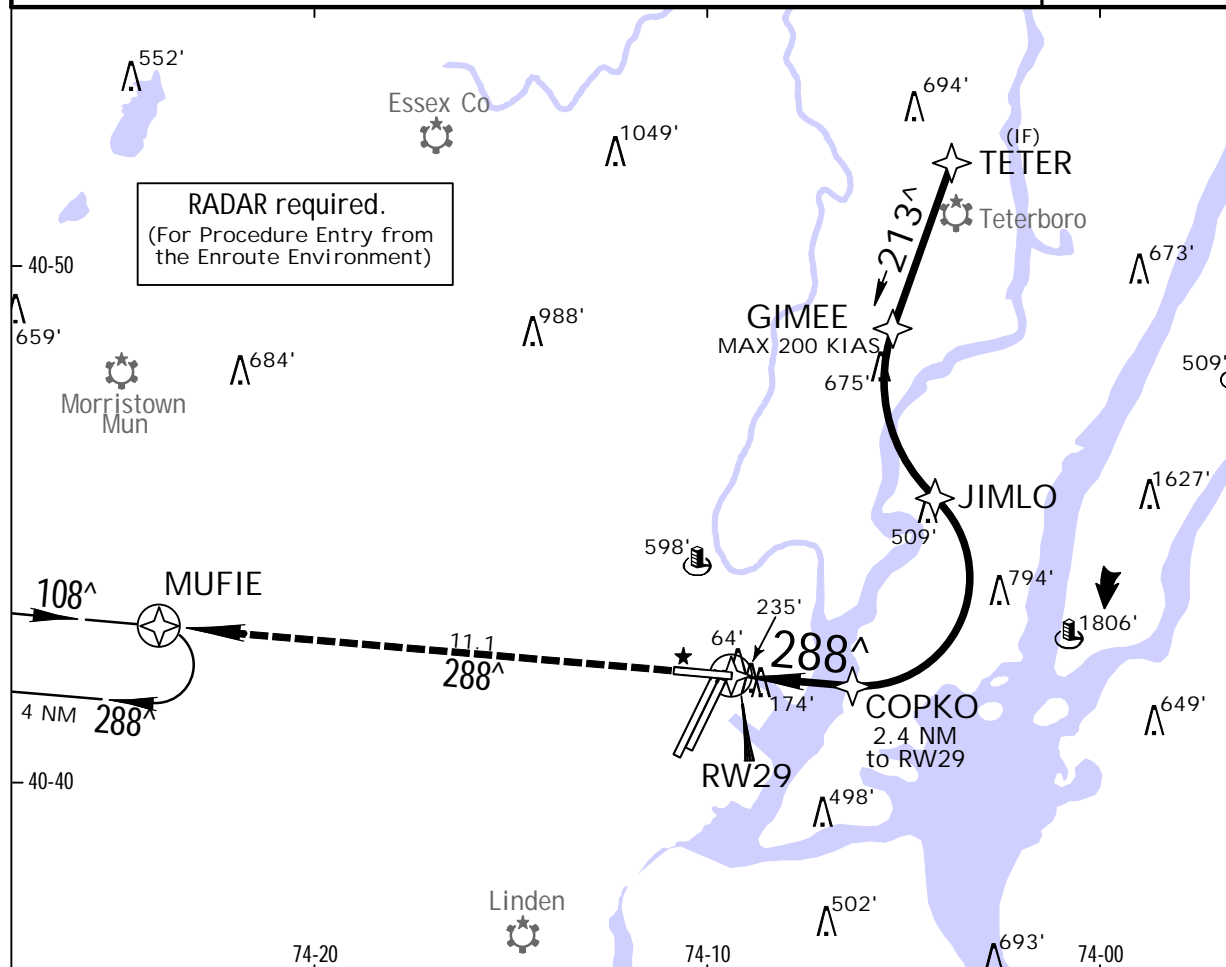 552'
Essex Co
694'
1049'
(IF)
TETER
RADAR required.
(For Procedure Entry from
the Enroute Environment)
213^
Teterboro
40-50
673'
659'
988'
GIMEE
MAX 200 KIAS
684'
675'
509'
Morristown
Mun
JIMLO
1627'
509'
598'
MUFIE
108^
794'
235'
1806'
64'
11.1
288^
288^
174'
COPKO
2.4 NM
to RW29
4 NM
288^
649'
RW29
40-40
498'
Linden
502'
693'
74-20
74-10
74-00